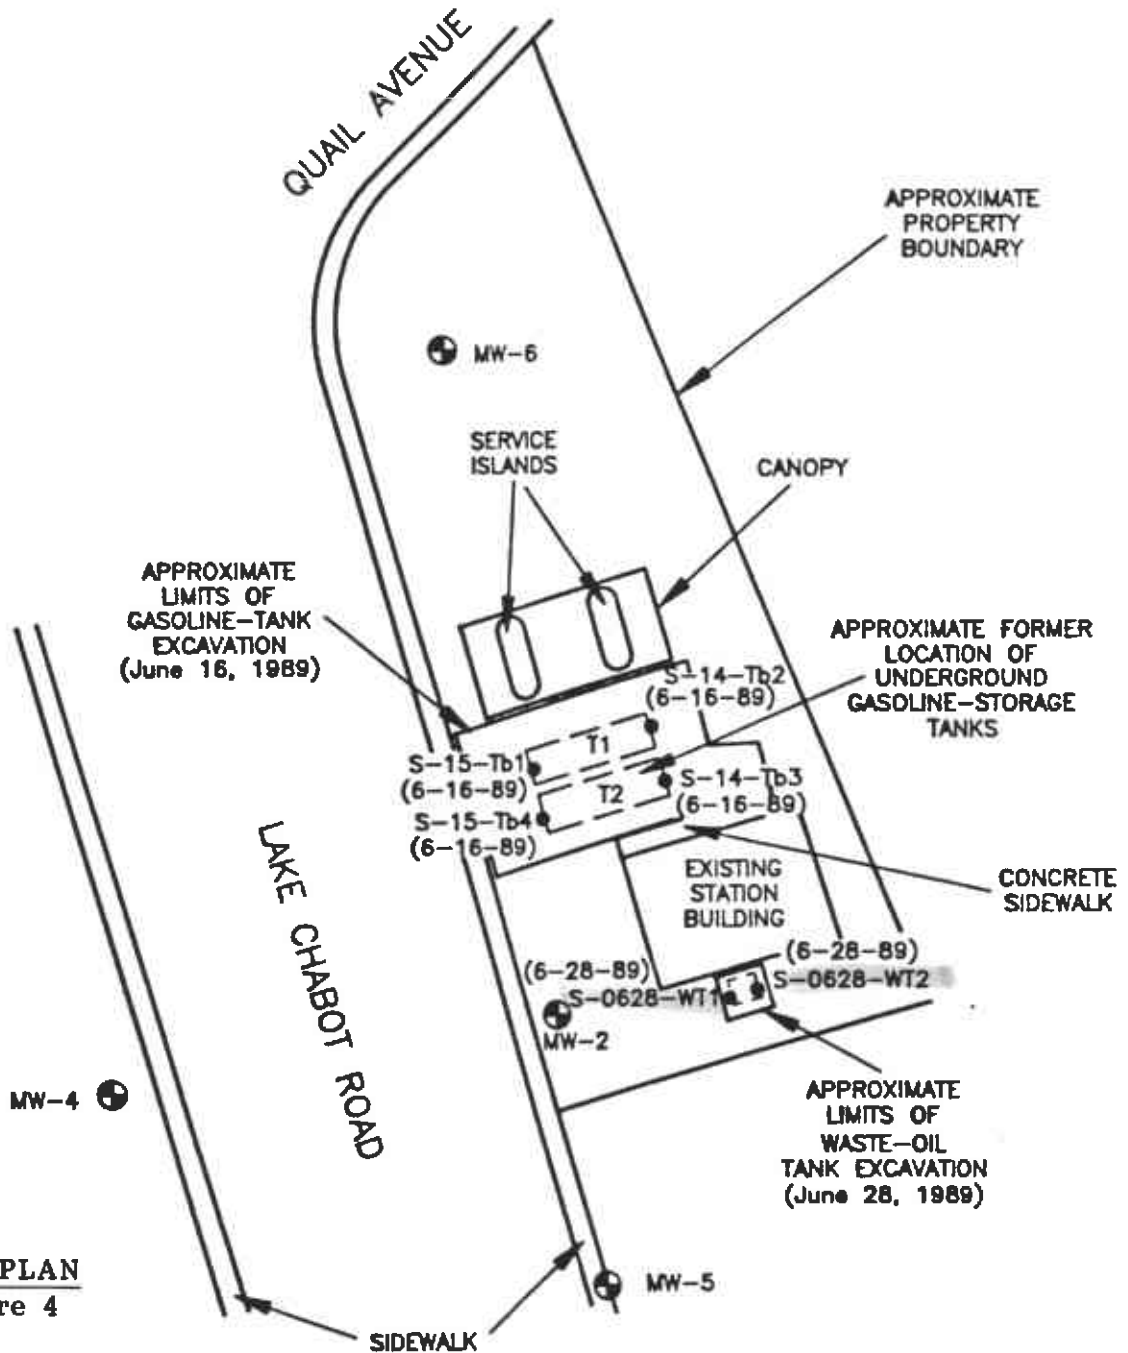 QUAIL AVENUE
APPROXIMATE
PROPERTY
BOUNDARY
MW-6
SERVICE
ISLANDS
CANOPY
APPROXIMATE
LIMITS OF
GASOLINE-TANK
EXCAVATION
(June 16, 1989)
APPROXIMATE FORMER
LOCATION OF
UNDERGROUND
GASOLINE-STORAGE
TANKS
S-14-Tb2
(6-16-89)
T1
S-15-Tb1
(6-16-89)
T2
S-14-Tb3
(6-16-89)
S-15-Tb4
(6-16-89)
LAKE CHABOT ROAD
EXISTING
STATION
BUILDING
CONCRETE
SIDEWALK
(6-28-89)
S-0628-WT1
(6-28-89)
S-0628-WT2
MW-2
MW-4
APPROXIMATE
LIMITS OF
WASTE-OIL
TANK EXCAVATION
(June 28, 1989)
PLAN
re 4
MW-5
SIDEWALK